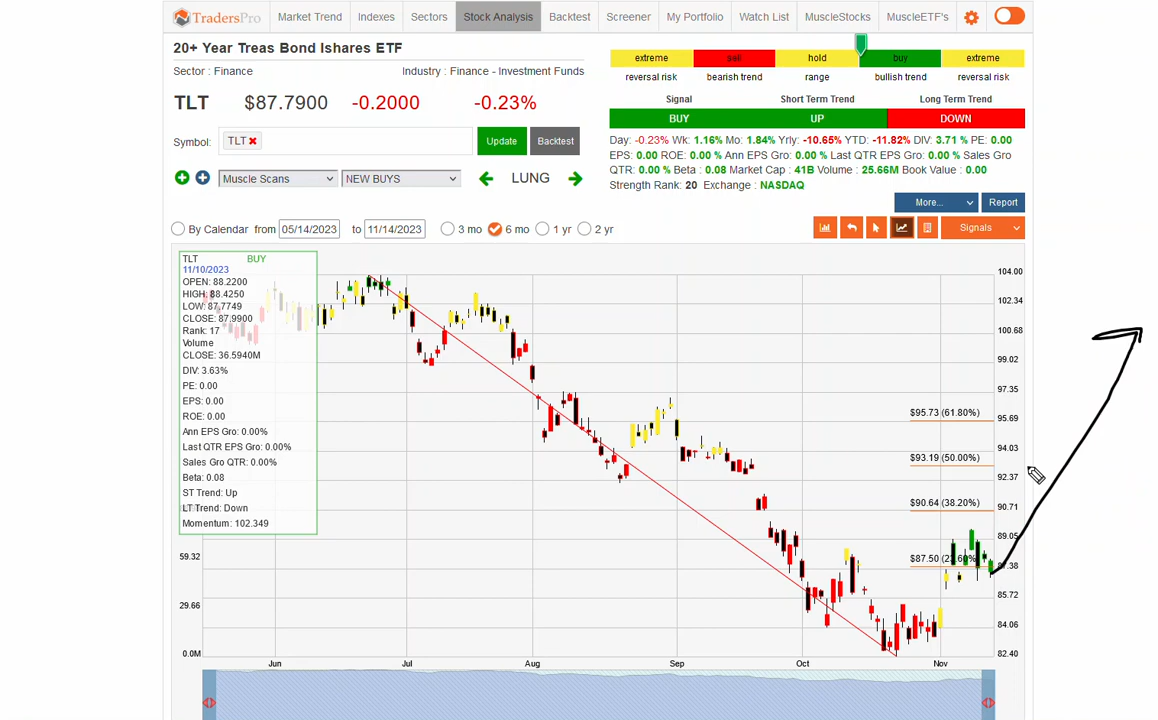 TradersPro Market Trend Indexes Sectors Stock Analysis Backtest Screener My Portfolio Watch List MuscleStocks MuscleETF's
20+ Year Treas Bond Ishares ETF
Sector : Finance Industry : Finance - Investment Funds
TLT $87.7900 -0.2000 -0.23%
Symbol: TLT Update Backtest
Muscle Scans NEW BUYS LUNG
extreme sell hold buy extreme
reversal risk bearish trend range bullish trend reversal risk
Signal Short Term Trend Long Term Trend
BUY UP DOWN
Day: -0.23% Wk: 1.16% Mo: 1.84% Yrly: -10.65% YTD: -11.82% DIV: 3.71 % PE: 0.00
EPS: 0.00 ROE: 0.00 % Ann EPS Gro: 0.00 % Last QTR EPS Gro: 0.00 % Sales Gro
QTR: 0.00 % Beta : 0.08 Market Cap : 41B Volume : 25.66M Book Value : 0.00
Strength Rank: 20 Exchange : NASDAQ
More... Report
By Calendar from 05/14/2023 to 11/14/2023 3 mo 6 mo 1 yr 2 yr Signals
TLT BUY
11/10/2023
OPEN: 88.2200
HIGH: 88.4250
LOW: 87.7749
CLOSE: 87.9900
Rank: 17
Volume
CLOSE: 36.5940M
DIV: 3.63%
PE: 0.00
EPS: 0.00
ROE: 0.00
Ann EPS Gro: 0.00%
Last QTR EPS Gro: 0.00%
Sales Gro QTR: 0.00%
Beta: 0.08
ST Trend: Up
LT Trend: Down
Momentum: 102.349
59.32
29.66
0.0M
104.00
102.34
100.68
99.02
97.35
95.69
94.03
92.37
90.71
89.05
85.72
84.06
82.40
$95.73 (61.80%)
$93.19 (50.00%)
$90.64 (38.20%)
$87.50 (23.60%)
Jun Jul Aug Sep Oct Nov